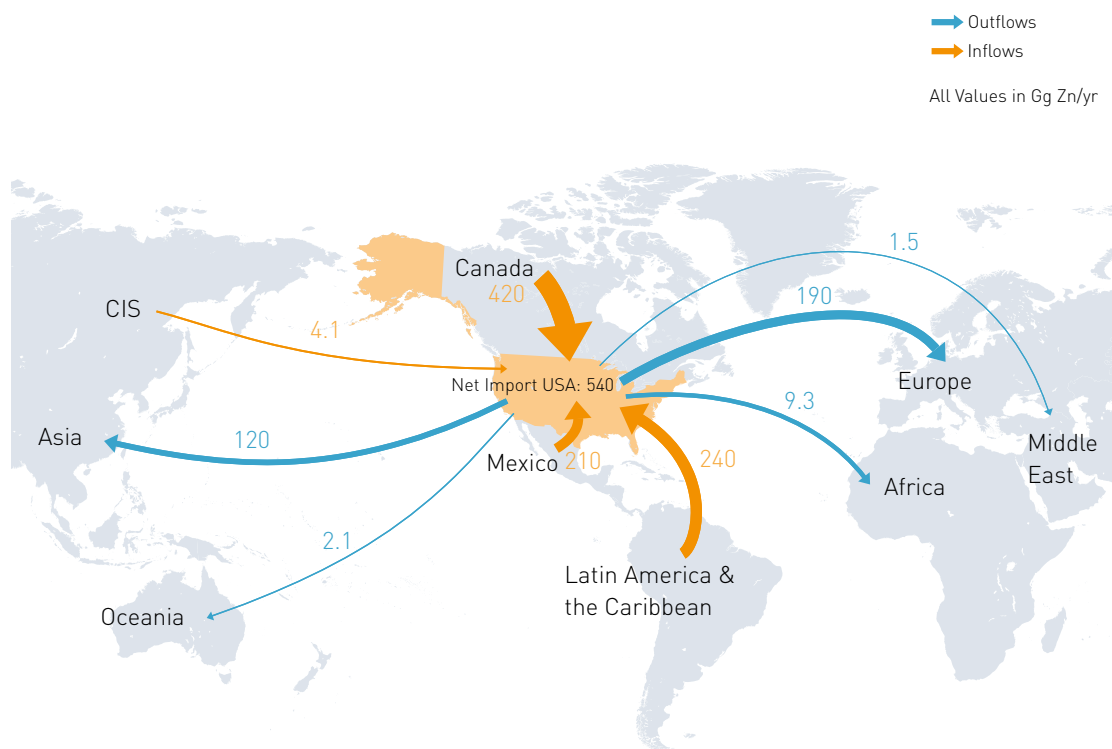 Outflows
Inflows
All Values in Gg Zn/yr
1.5
Canada
420
190
CIS
4.1
Net Import USA: 540
Europe
9.3
Asia
120
Mexico 210
240
Middle
East
Africa
2.1
Latin America &
the Caribbean
Oceania